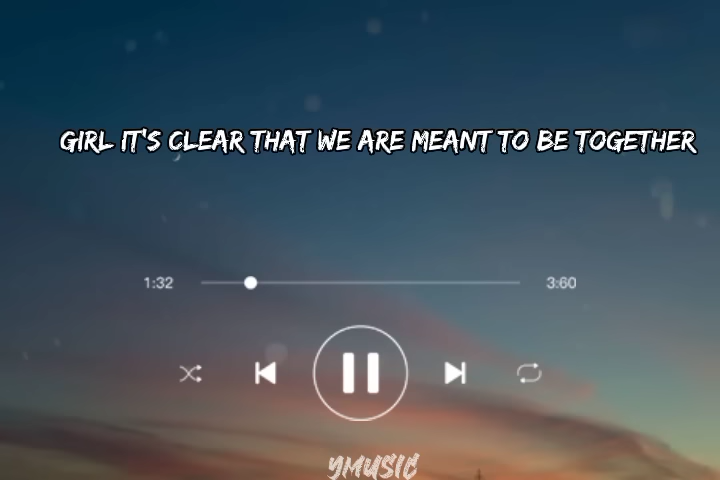 GIRL IT'S CLEAR THAT WE ARE MEANT TO BE TOGETHER
1:32 3:60
YMUSIC